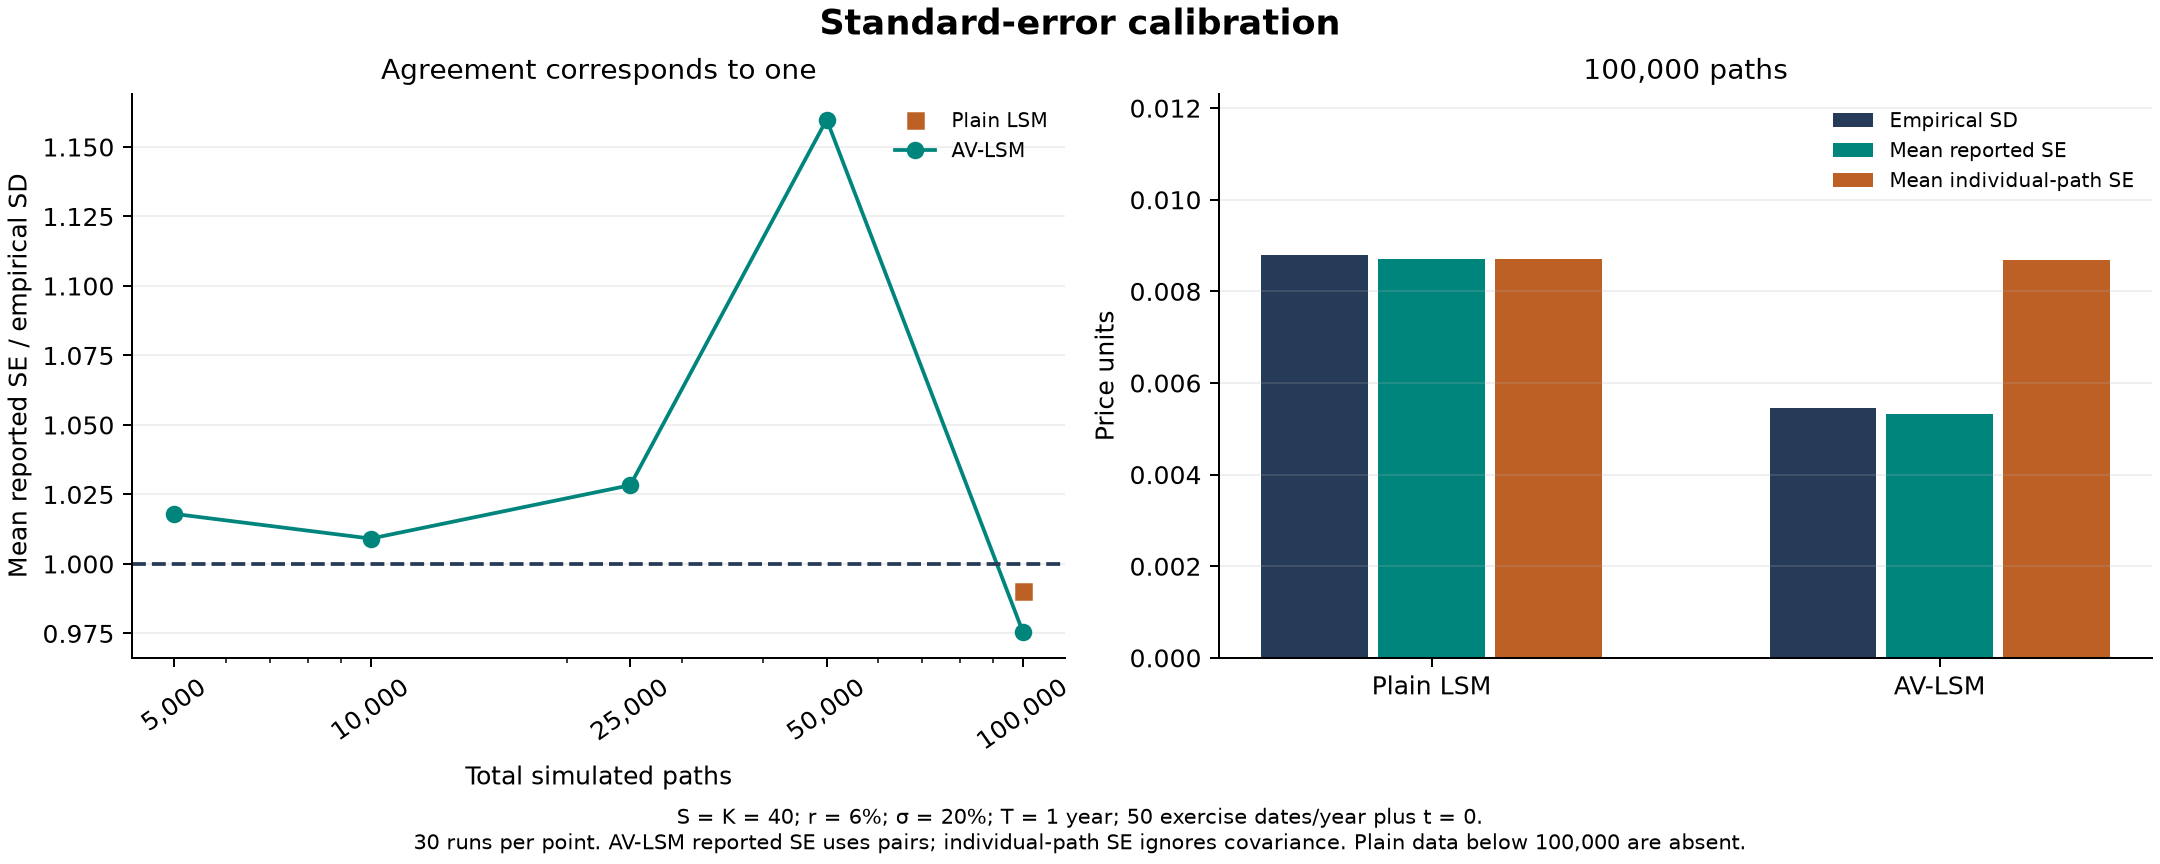 Standard-error calibration
Agreement corresponds to one
Mean reported SE / empirical SD
1.150
1.125
1.100
1.075
1.050
1.025
1.000
0.975
Plain LSM
AV-LSM
5,000
10,000
25,000
50,000
100,000
Total simulated paths
100,000 paths
Price units
0.012
0.010
0.008
0.006
0.004
0.002
0.000
Empirical SD
Mean reported SE
Mean individual-path SE
Plain LSM
AV-LSM
S = K = 40; r = 6%; σ = 20%; T = 1 year; 50 exercise dates/year plus t = 0.
30 runs per point. AV-LSM reported SE uses pairs; individual-path SE ignores covariance. Plain data below 100,000 are absent.